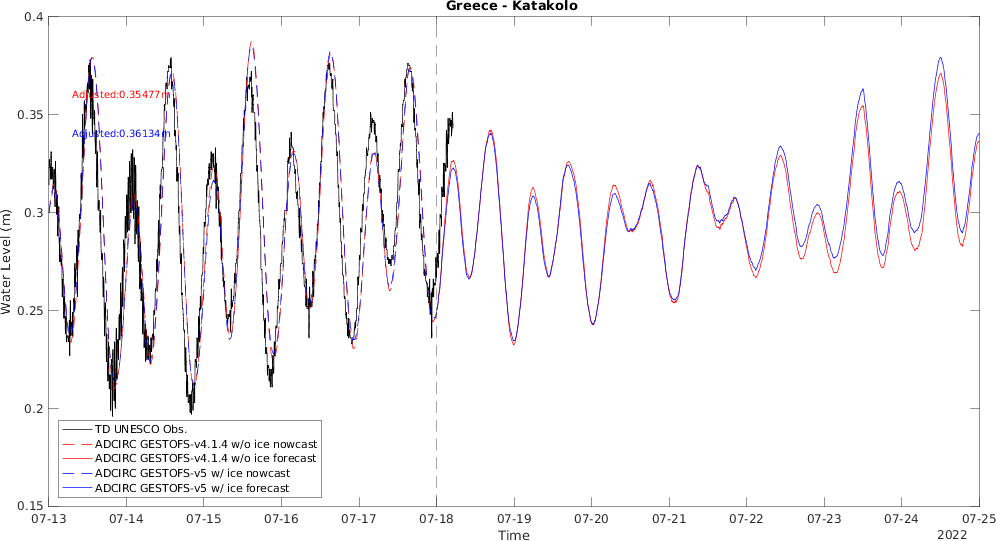 Greece - Katakolo
0.4
0.35
0.3
0.25
0.2
0.15
Water Level (m)
Adjusted:0.35477m
Adjusted:0.36134m
TD UNESCO Obs.
ADCIRC GESTOFS-v4.1.4 w/o ice nowcast
ADCIRC GESTOFS-v4.1.4 w/o ice forecast
ADCIRC GESTOFS-v5 w/ ice nowcast
ADCIRC GESTOFS-v5 w/ ice forecast
07-13 07-14 07-15 07-16 07-17 07-18 07-19 07-20 07-21 07-22 07-23 07-24 07-25
Time
2022